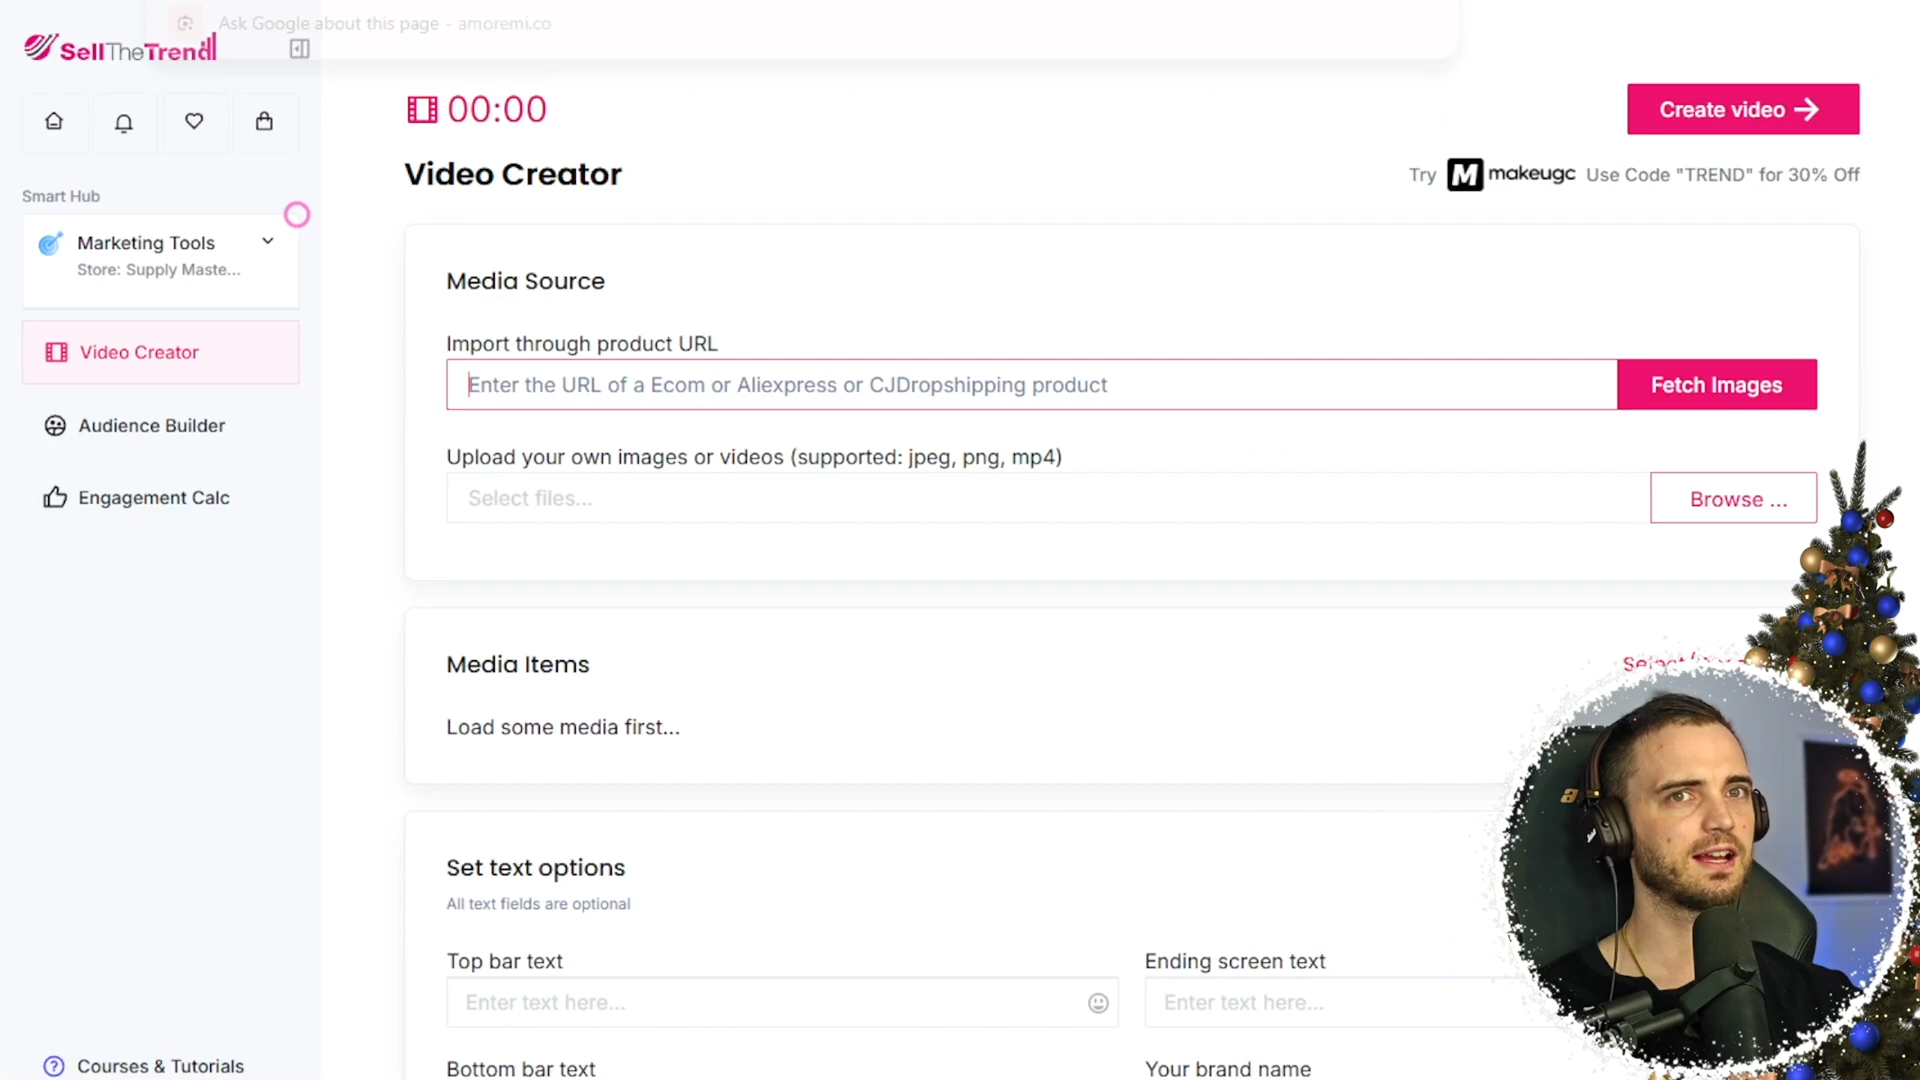 Ask Google about this page - amoremi.co
SellTheTrend
00:00
Create video
Video Creator
Try M makeugc Use Code "TREND" for 30% Off
Smart Hub
Marketing Tools
Store: Supply Maste...
Video Creator
Audience Builder
Engagement Calc
Media Source
Import through product URL
Enter the URL of a Ecom or Aliexpress or CJDropshipping product
Fetch Images
Upload your own images or videos (supported: jpeg, png, mp4)
Select files...
Browse ...
Media Items
Load some media first...
Set text options
All text fields are optional
Top bar text
Enter text here...
Ending screen text
Enter text here...
Bottom bar text
Your brand name
? Courses & Tutorials